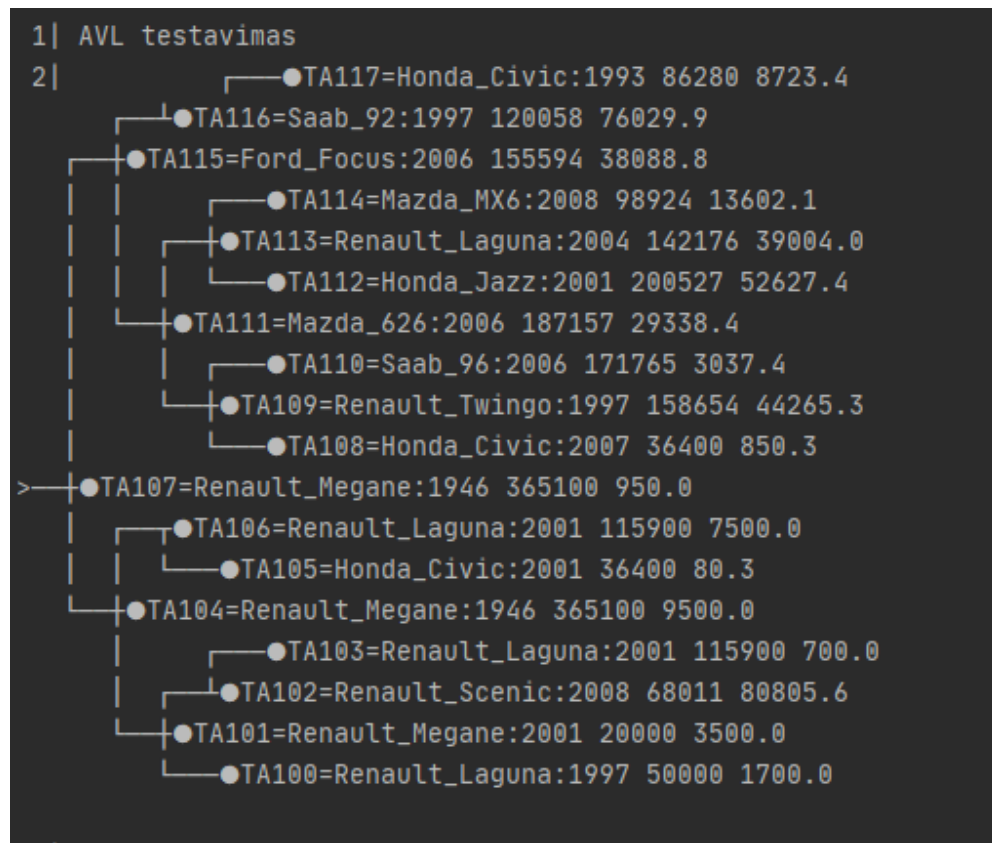 1| AVL testavimas
2|           ┌───●TA117=Honda_Civic:1993 86280 8723.4
      ┌──┴●TA116=Saab_92:1997 120058 76029.9
   ┌──┼●TA115=Ford_Focus:2006 155594 38088.8
   │  │     ┌───●TA114=Mazda_MX6:2008 98924 13602.1
   │  │  ┌──┼●TA113=Renault_Laguna:2004 142176 39004.0
   │  │  │  └───●TA112=Honda_Jazz:2001 200527 52627.4
   │  └──┼●TA111=Mazda_626:2006 187157 29338.4
   │     │  ┌───●TA110=Saab_96:2006 171765 3037.4
   │     └──┼●TA109=Renault_Twingo:1997 158654 44265.3
   │        └───●TA108=Honda_Civic:2007 36400 850.3
>──┼●TA107=Renault_Megane:1946 365100 950.0
   │  ┌──┬●TA106=Renault_Laguna:2001 115900 7500.0
   │  │  └───●TA105=Honda_Civic:2001 36400 80.3
   └──┼●TA104=Renault_Megane:1946 365100 9500.0
      │     ┌───●TA103=Renault_Laguna:2001 115900 700.0
      │  ┌──┴●TA102=Renault_Scenic:2008 68011 80805.6
      └──┼●TA101=Renault_Megane:2001 20000 3500.0
         └───●TA100=Renault_Laguna:1997 50000 1700.0